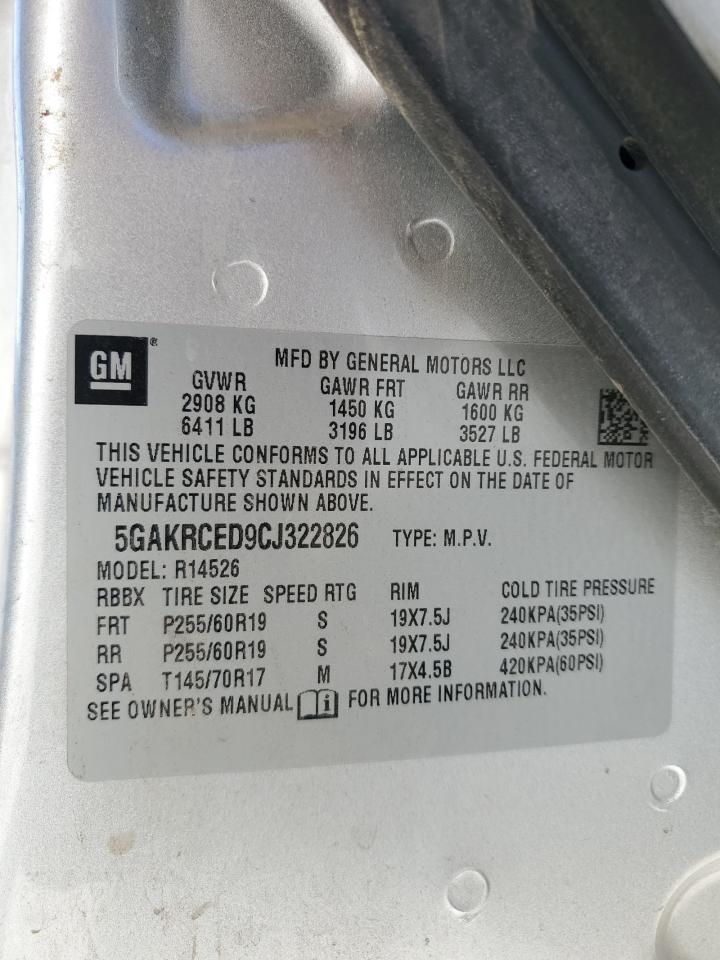 GM ®
MFD BY GENERAL MOTORS LLC
GVWR GAWR FRT GAWR RR
2908 KG 1450 KG 1600 KG
6411 LB 3196 LB 3527 LB
THIS VEHICLE CONFORMS TO ALL APPLICABLE U.S. FEDERAL MOTOR
VEHICLE SAFETY STANDARDS IN EFFECT ON THE DATE OF
MANUFACTURE SHOWN ABOVE.
5GAKRCED9CJ322826 TYPE: M.P.V.
MODEL: R14526
RBBX TIRE SIZE SPEED RTG RIM COLD TIRE PRESSURE
FRT P255/60R19 S 19X7.5J 240KPA(35PSI)
RR P255/60R19 S 19X7.5J 240KPA(35PSI)
SPA T145/70R17 M 17X4.5B 420KPA(60PSI)
SEE OWNER'S MANUAL i FOR MORE INFORMATION.